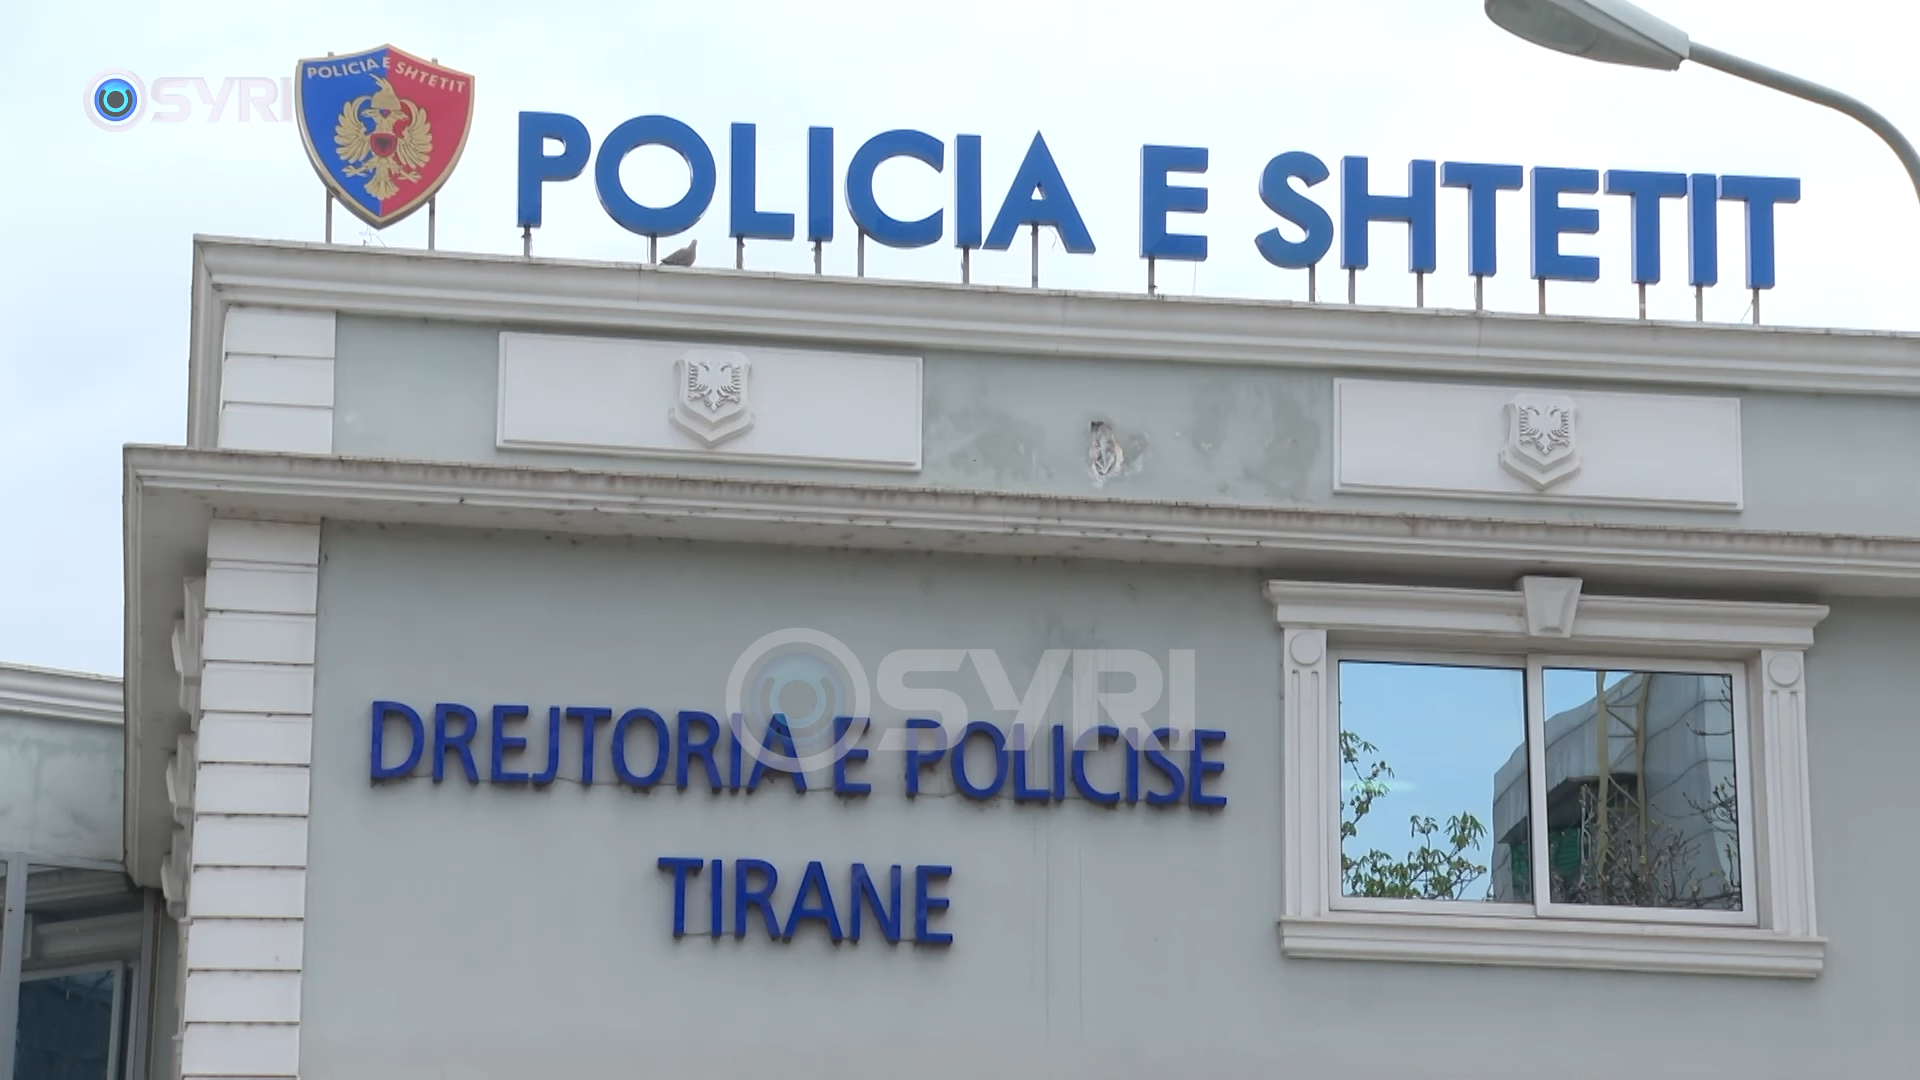 SYRI
POLICIA E SHTETIT
POLICIA E SHTETIT
SYRI
DREJTORIA E POLICISE
TIRANE